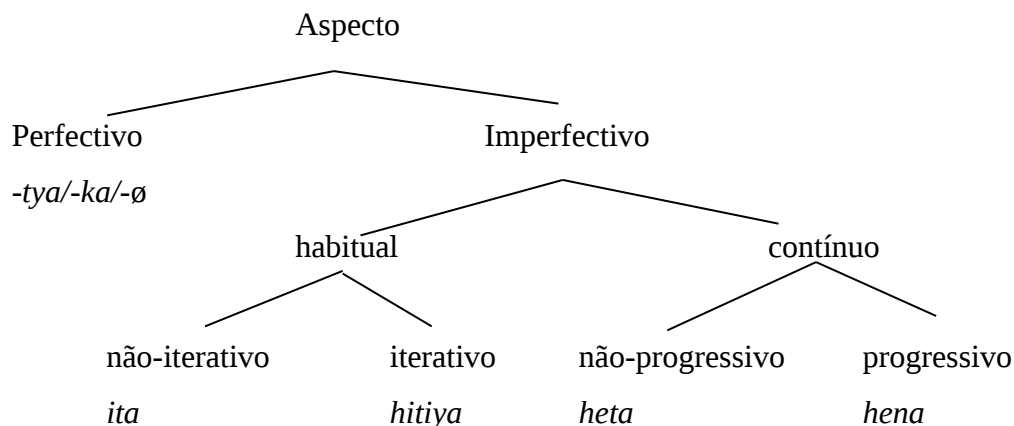 Aspecto
Perfectivo Imperfectivo
-tya/-ka/-ø
habitual contínuo
não-iterativo iterativo não-progressivo progressivo
ita hitiya heta hena